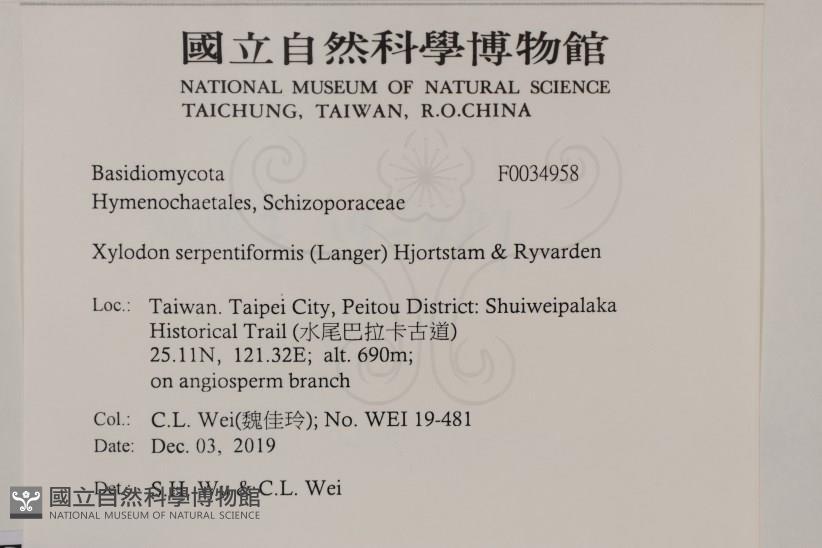 國立自然科學博物館
NATIONAL MUSEUM OF NATURAL SCIENCE
TAICHUNG, TAIWAN, R.O.CHINA
Basidiomycota F0034958
Hymenochaetales, Schizoporaceae
Xylodon serpentiformis (Langer) Hjortstam & Ryvarden
Loc.: Taiwan. Taipei City, Peitou District: Shuiweipalaka
Historical Trail (水尾巴拉卡古道)
25.11N, 121.32E; alt. 690m;
on angiosperm branch
Col.: C.L. Wei(魏佳玲); No. WEI 19-481
Date: Dec. 03, 2019
Det.: S.H. Wu & C.L. Wei
國立自然科學博物館
NATIONAL MUSEUM OF NATURAL SCIENCE